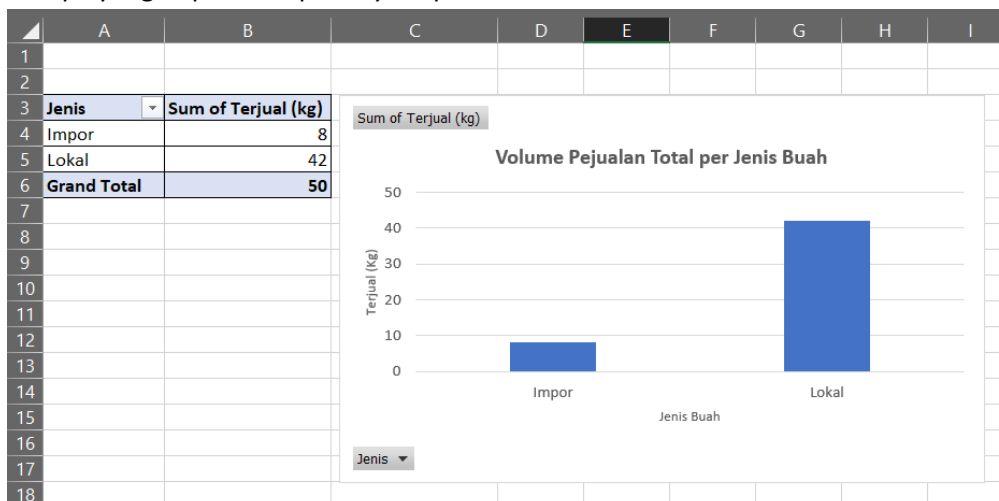 A B C D E F G H I
1
2
3 Jenis Sum of Terjual (kg)
4 Impor 8
5 Lokal 42
6 Grand Total 50
7
8
9
10
11
12
13
14
15
16
17
18
Sum of Terjual (kg)
Volume Pejualan Total per Jenis Buah
50
40
30
20
10
0
Terjual (Kg)
Impor Lokal
Jenis Buah
Jenis